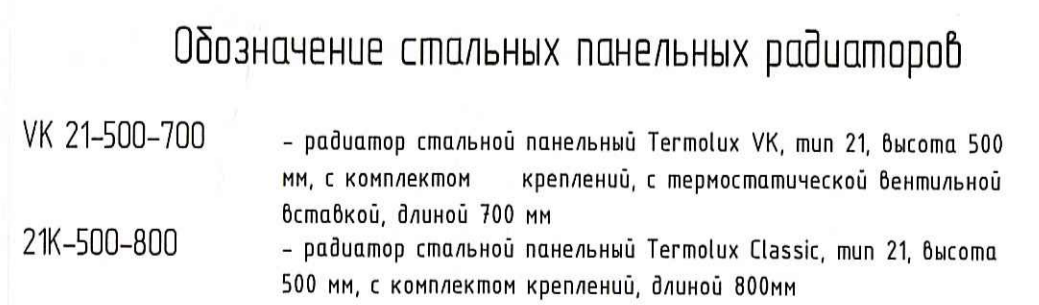 Обозначение стальных панельных радиаторов
VK 21-500-700
- радиатор стальной панельный Termolux VK, тип 21, высота 500
мм, с комплектом креплений, с термостатической вентильной
вставкой, длиной 700 мм
21К-500-800
- радиатор стальной панельный Termolux Classic, тип 21, высота
500 мм, с комплектом креплений, длиной 800мм